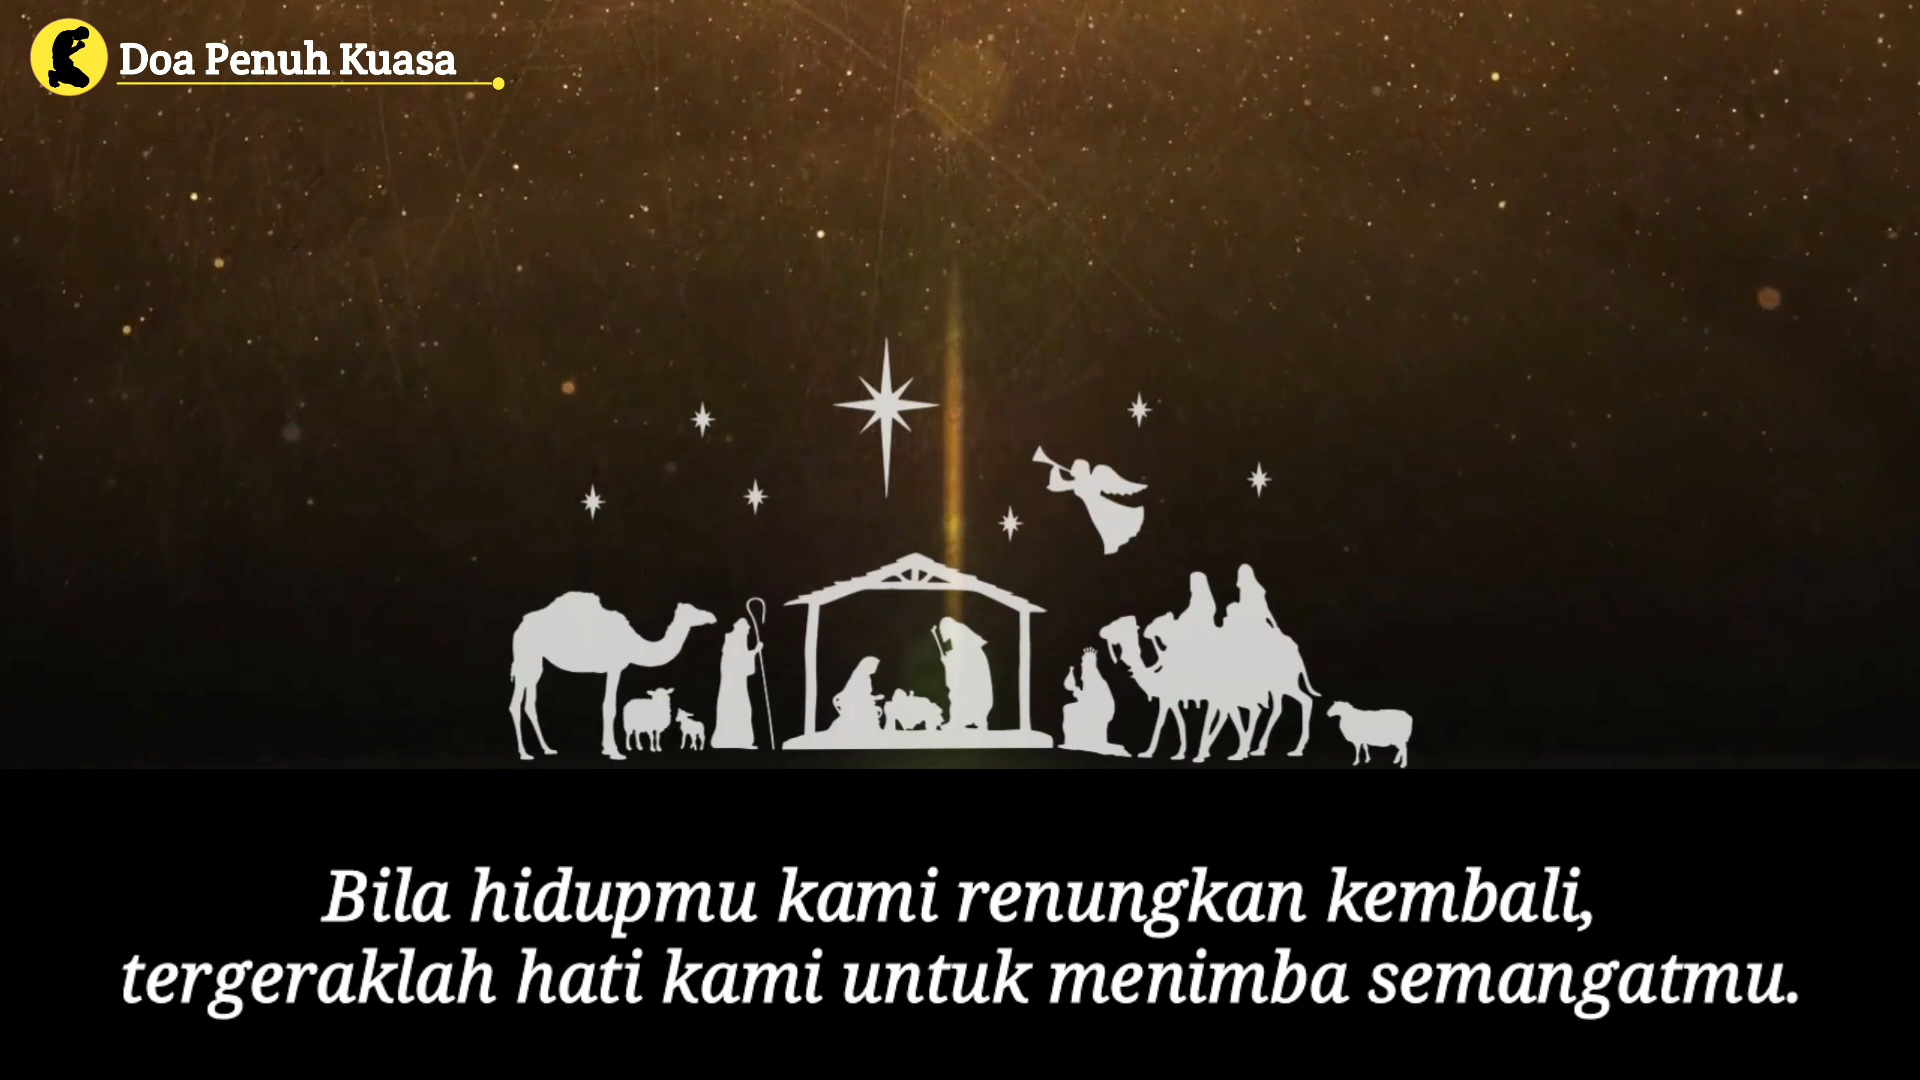 Doa Penuh Kuasa
Bila hidupmu kami renungkan kembali,
tergeraklah hati kami untuk menimba semangatmu.